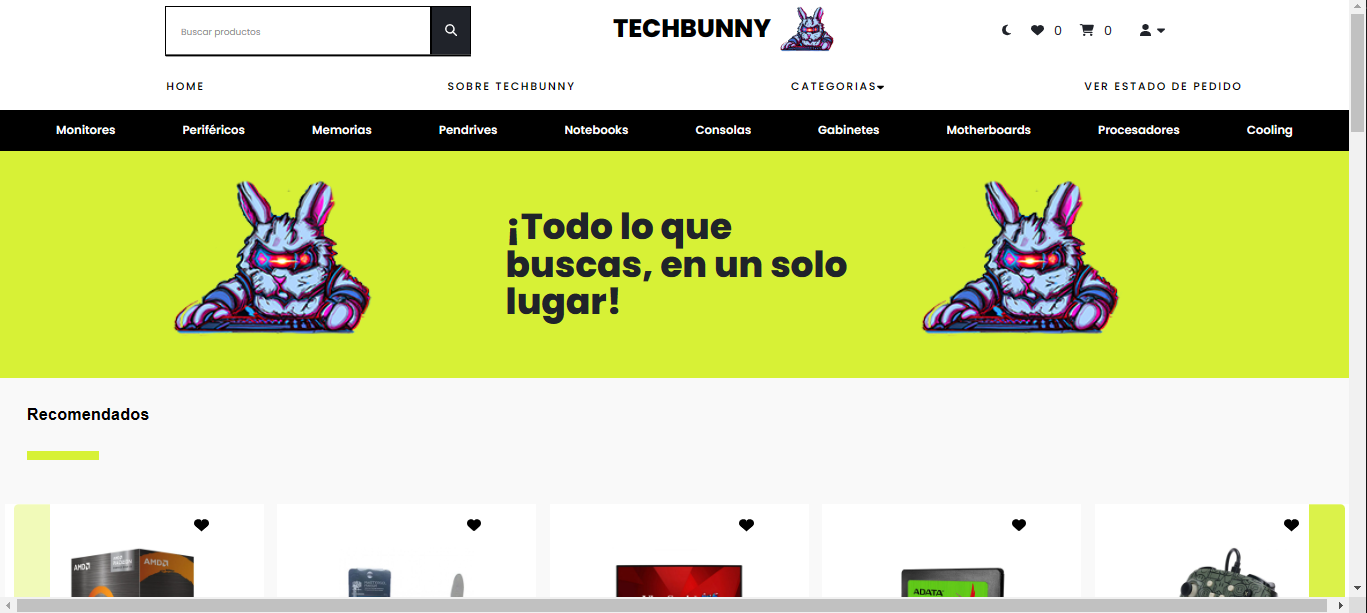 Buscar productos
TECHBUNNY
0
0
HOME
SOBRE TECHBUNNY
CATEGORIAS
VER ESTADO DE PEDIDO
Monitores
Periféricos
Memorias
Pendrives
Notebooks
Consolas
Gabinetes
Motherboards
Procesadores
Cooling
¡Todo lo que
buscas, en un solo
lugar!
Recomendados
AMD
AMD
ADATA